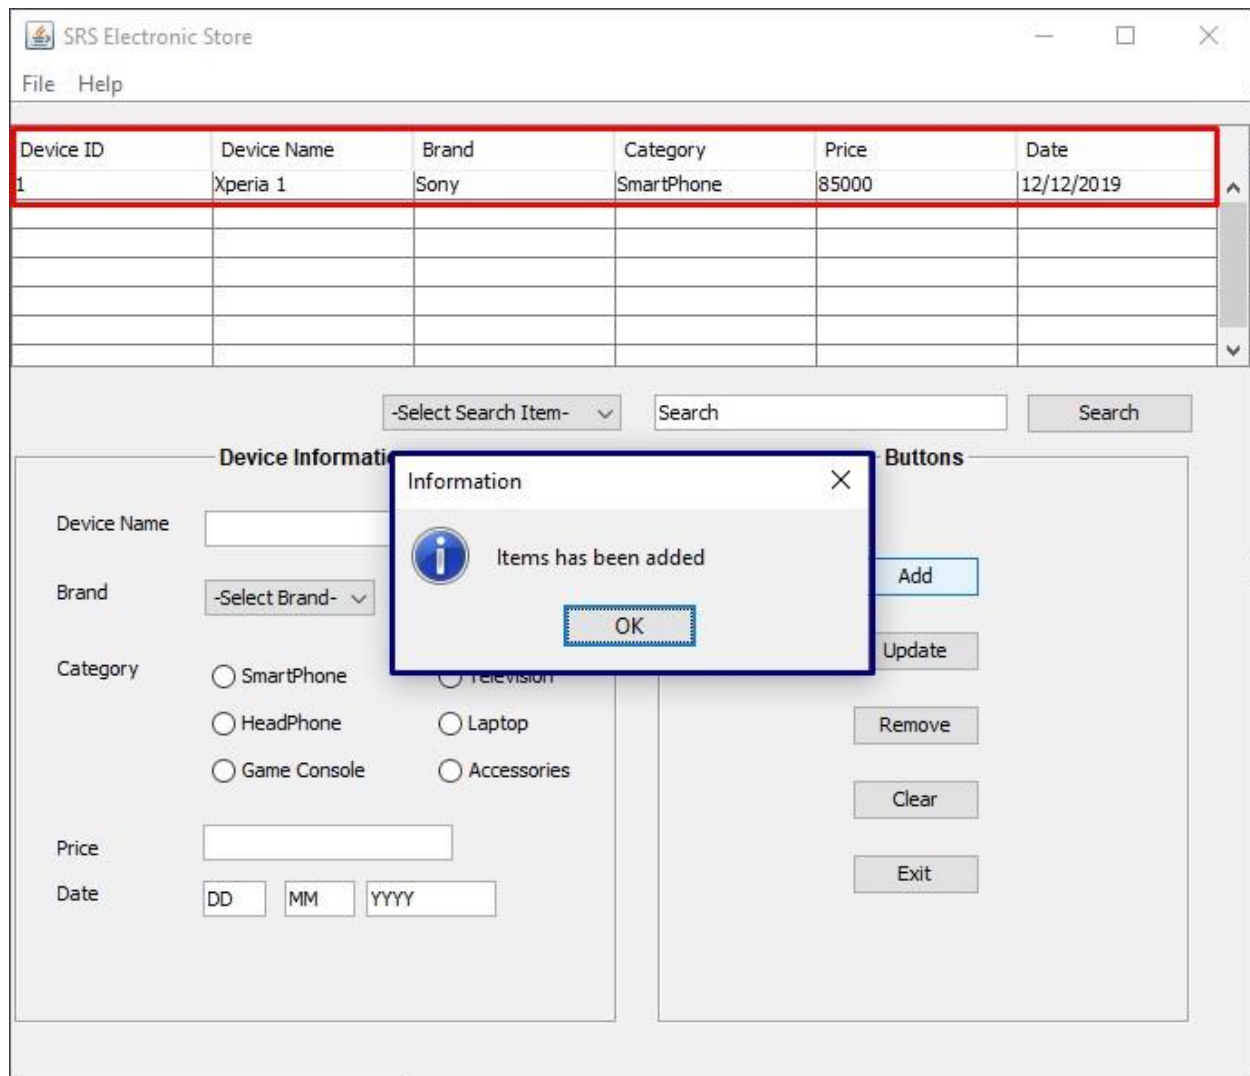 SRS Electronic Store
File Help
Device ID Device Name Brand Category Price Date
1 Xperia 1 Sony SmartPhone 85000 12/12/2019
-Select Search Item- Search Search
Device Informati Buttons
Information
Device Name
Items has been added
Add
Brand -Select Brand-
OK
Update
Category SmartPhone Television
HeadPhone Laptop Remove
Game Console Accessories
Clear
Price
Exit
Date DD MM YYYY